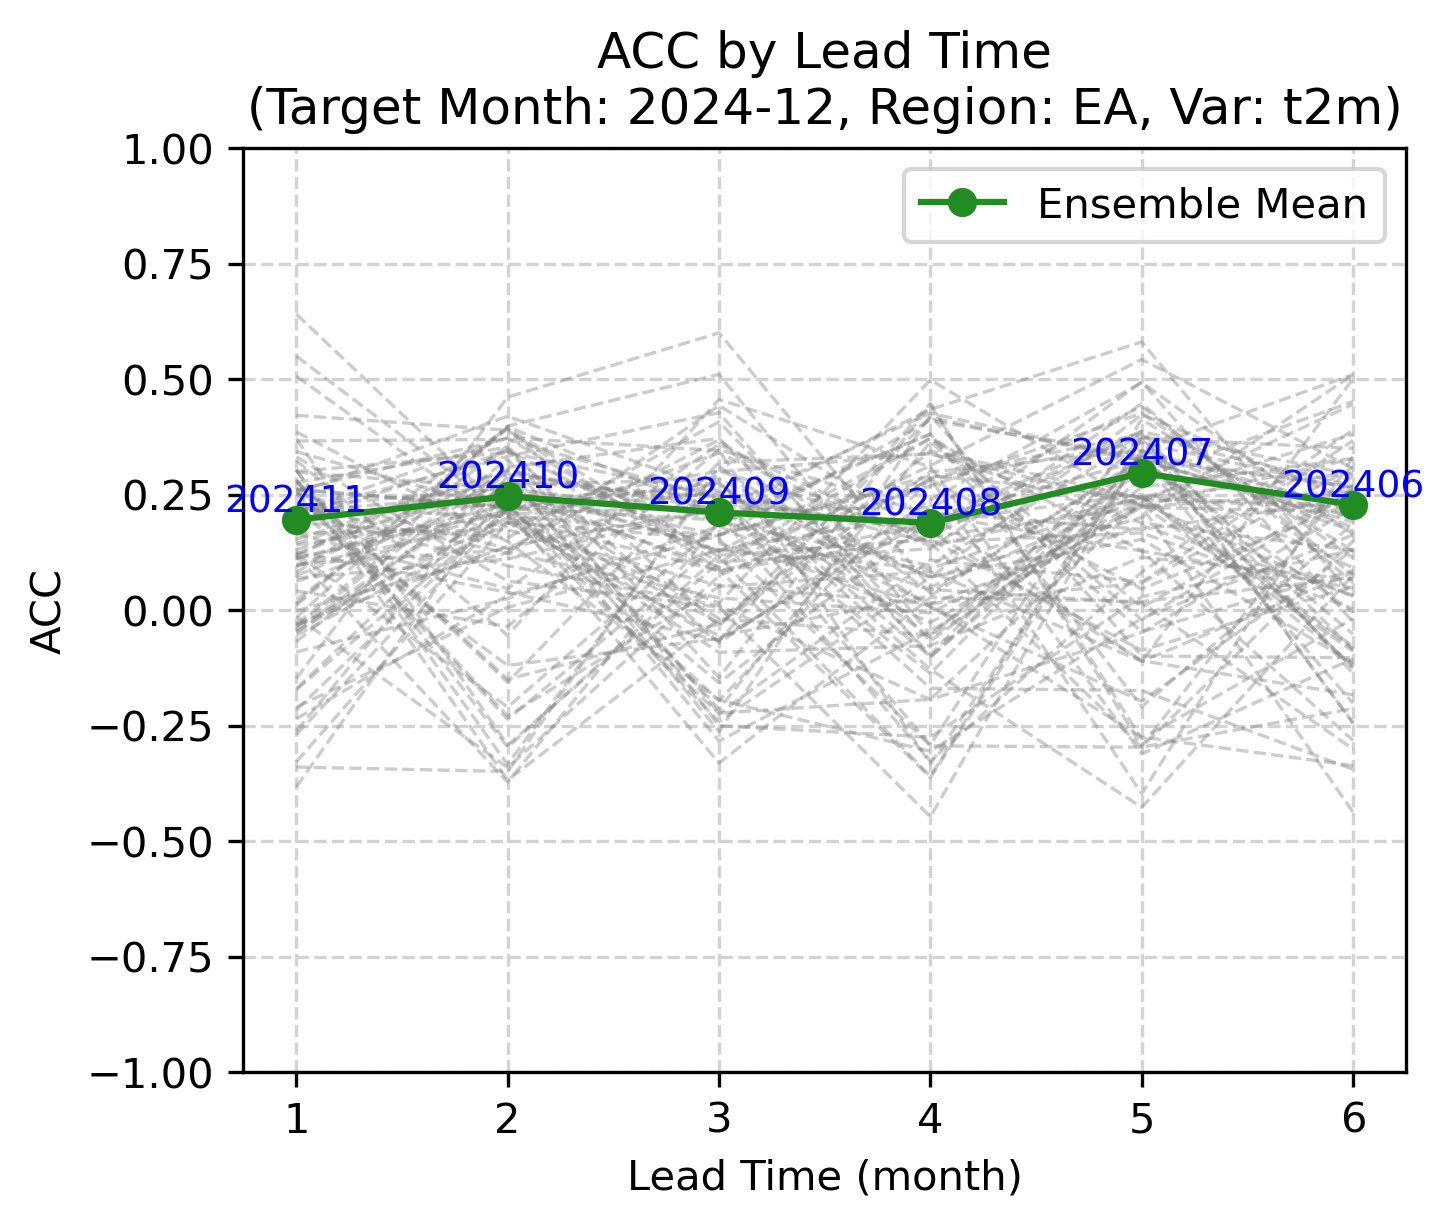 ACC by Lead Time
(Target Month: 2024-12, Region: EA, Var: t2m)
Ensemble Mean
1.00
0.75
0.50
0.25
0.00
−0.25
−0.50
−0.75
−1.00
ACC
202411
202410
202409
202408
202407
202406
1 2 3 4 5 6
Lead Time (month)